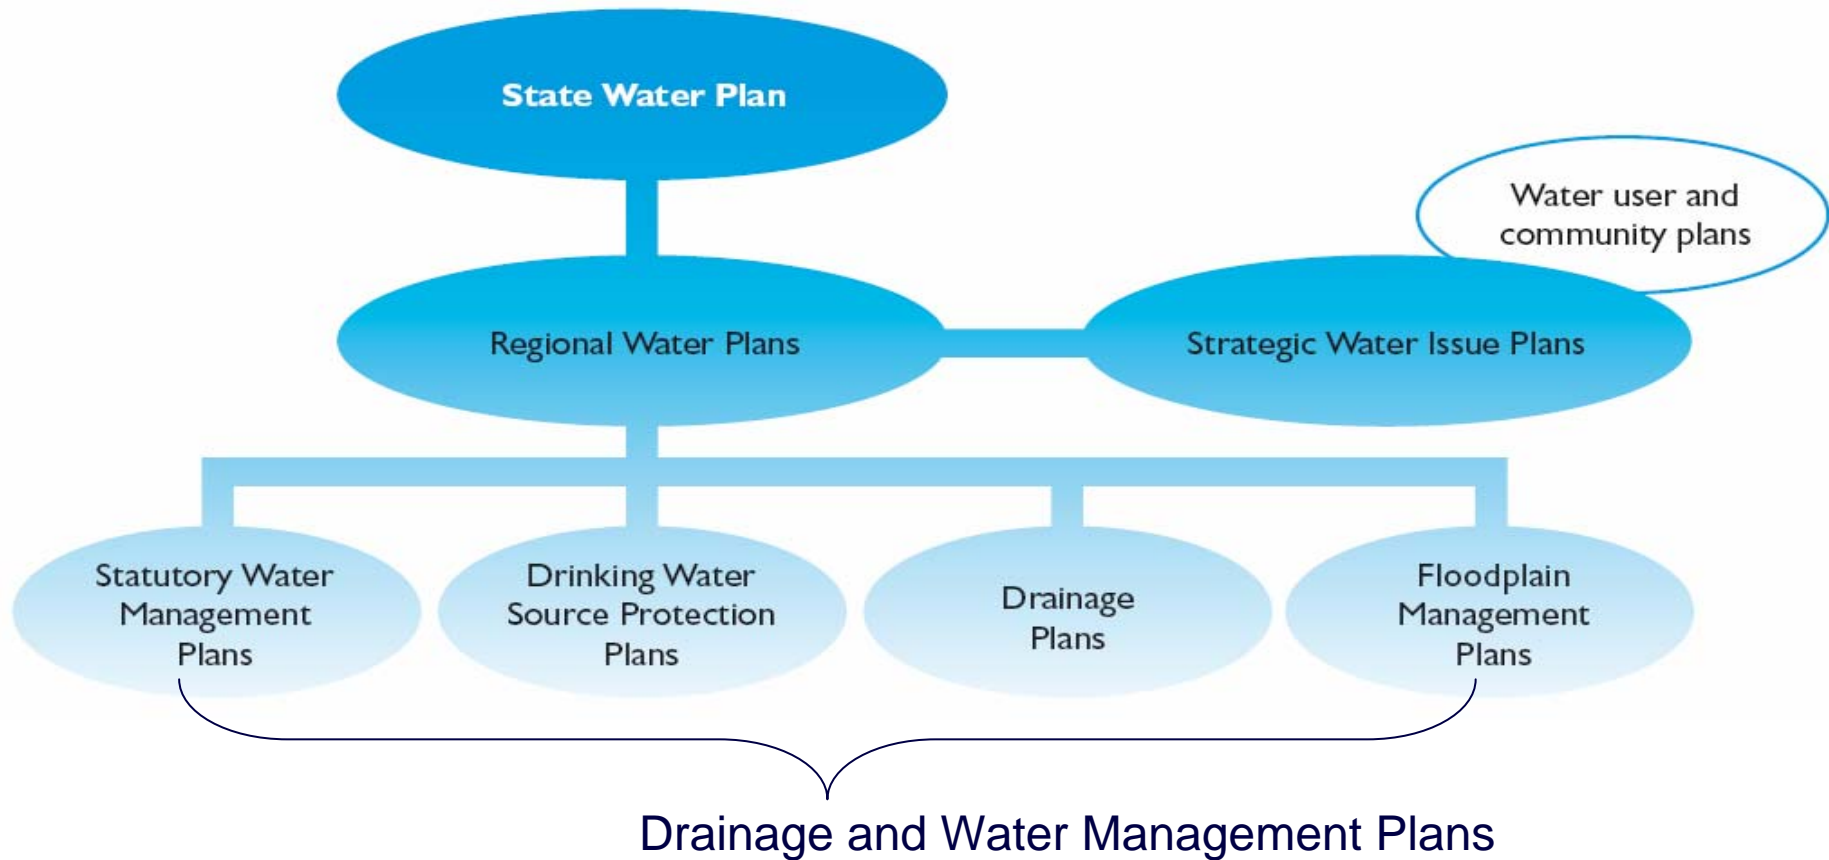 State Water Plan
Water user and
community plans
Regional Water Plans
Strategic Water Issue Plans
Statutory Water
Management
Plans
Drinking Water
Source Protection
Plans
Drainage
Plans
Floodplain
Management
Plans
Drainage and Water Management Plans